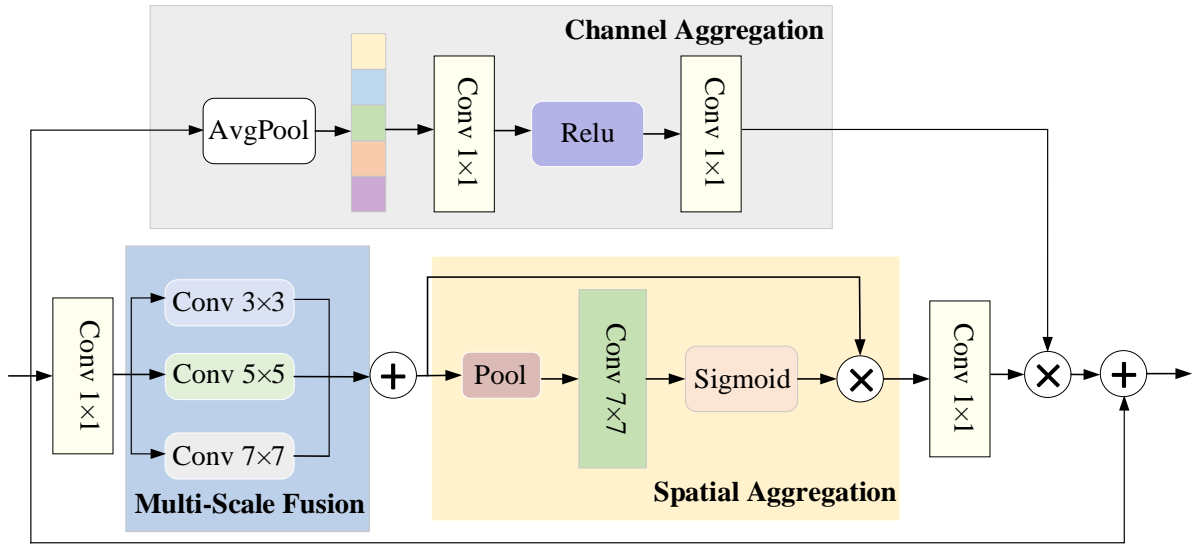 Channel Aggregation
AvgPool
Conv 1×1
Relu
Conv 1×1
Conv 1×1
Conv 3×3
Conv 5×5
Conv 7×7
Multi-Scale Fusion
Pool
Conv 7×7
Sigmoid
Spatial Aggregation
Conv 1×1